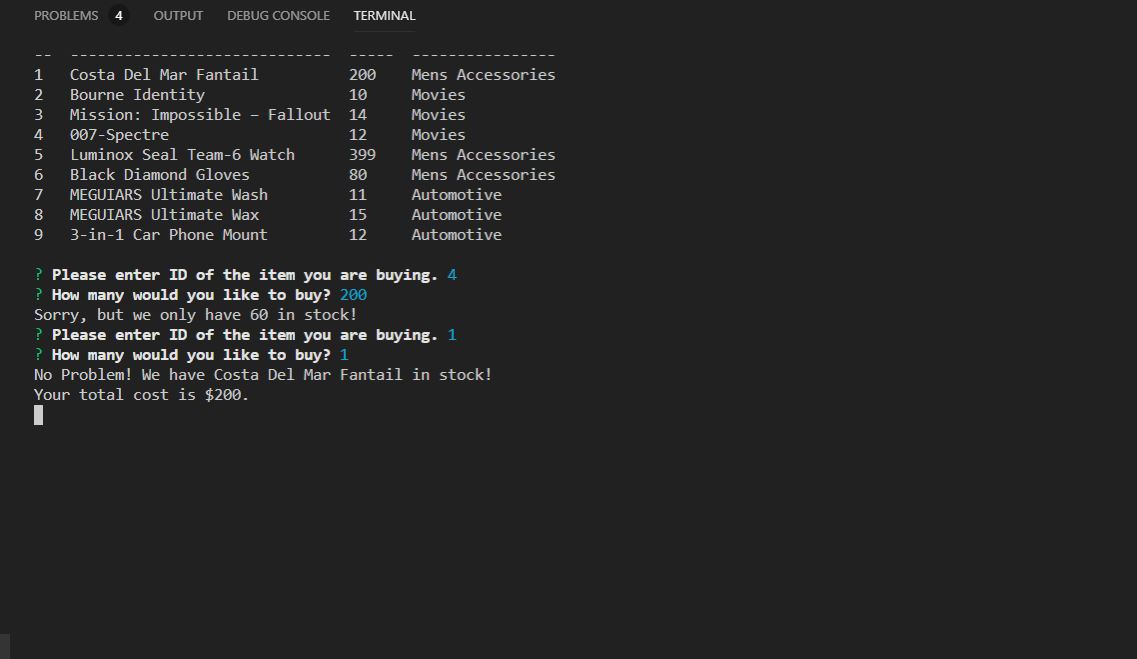 PROBLEMS 4 OUTPUT DEBUG CONSOLE TERMINAL
-- ----------------------------- ----- ----------------
1 Costa Del Mar Fantail 200 Mens Accessories
2 Bourne Identity 10 Movies
3 Mission: Impossible – Fallout 14 Movies
4 007-Spectre 12 Movies
5 Luminox Seal Team-6 Watch 399 Mens Accessories
6 Black Diamond Gloves 80 Mens Accessories
7 MEGUIARS Ultimate Wash 11 Automotive
8 MEGUIARS Ultimate Wax 15 Automotive
9 3-in-1 Car Phone Mount 12 Automotive
? Please enter ID of the item you are buying. 4
? How many would you like to buy? 200
Sorry, but we only have 60 in stock!
? Please enter ID of the item you are buying. 1
? How many would you like to buy? 1
No Problem! We have Costa Del Mar Fantail in stock!
Your total cost is $200.